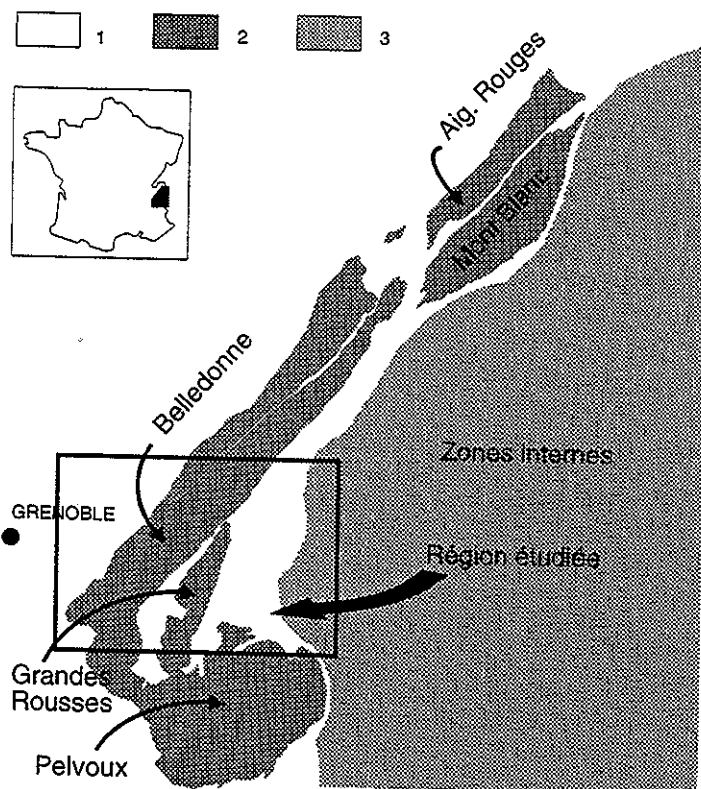 1 2 3
Aig. Rouges
Mont Blanc
Belledonne
Zones Internes
GRENOBLE
Région étudiée
Grandes
Rousses
Pelvoux